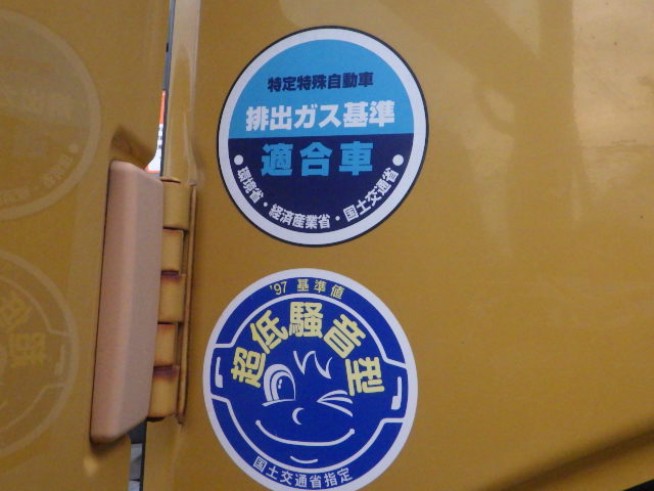 特定特殊自動車
排出ガス基準
適合車
・環境省・経済産業省・国土交通省・
'97 基準値
超低騒音型
国土交通省指定